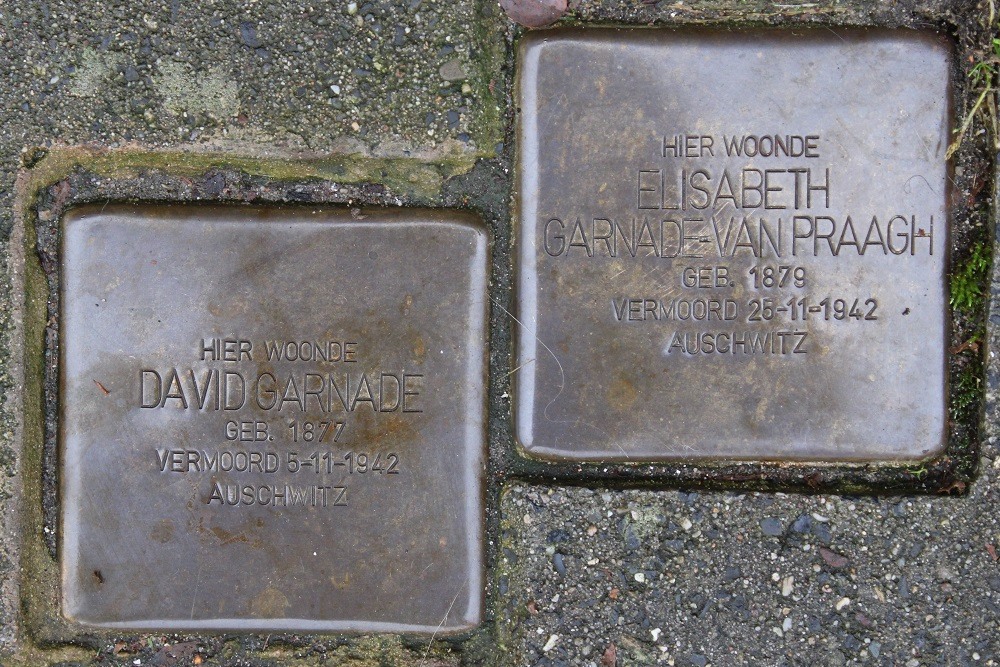 HIER WOONDE
DAVID GARNADE
GEB. 1877
VERMOORD 5-11-1942
AUSCHWITZ
HIER WOONDE
ELISABETH
GARNADE-VAN PRAAGH
GEB. 1879
VERMOORD 25-11-1942
AUSCHWITZ